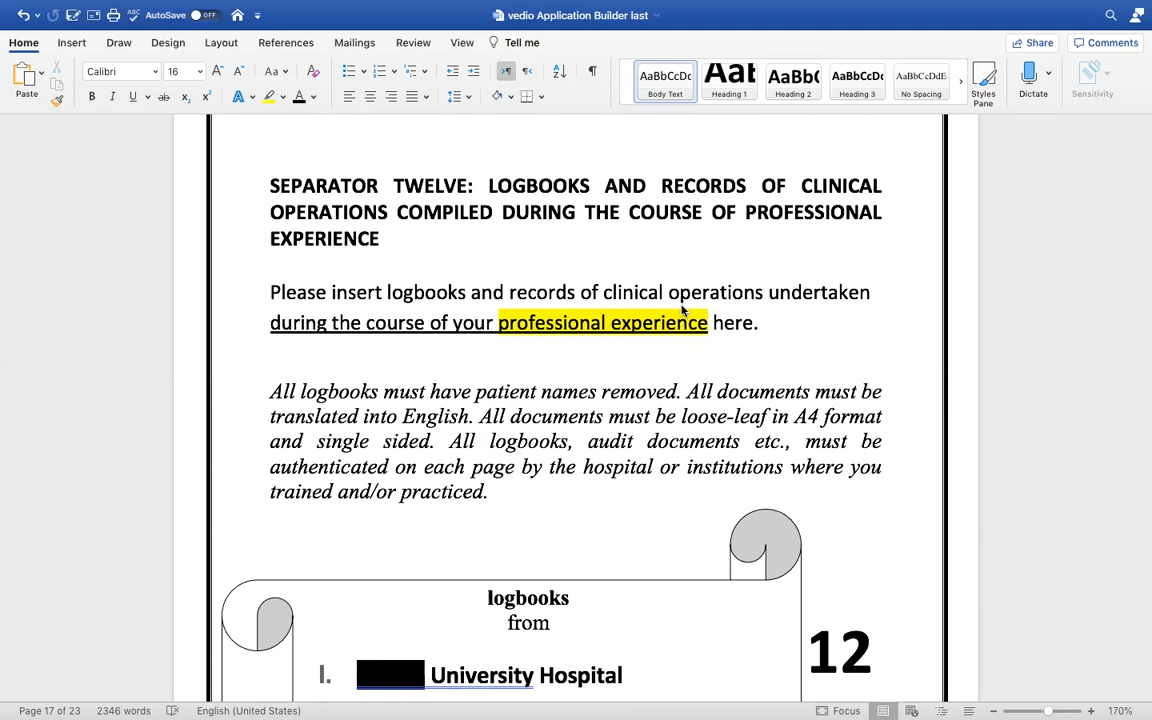 AutoSave OFF
vedio Application Builder last
Home Insert Draw Design Layout References Mailings Review View Tell me
Share Comments
Paste
Calibri 16
AaBbCcDc AaBb AaBbC AaBbCcDc AaBbCcDdE
Body Text Heading 1 Heading 2 Heading 3 No Spacing
Styles Pane
Dictate
Sensitivity
SEPARATOR TWELVE: LOGBOOKS AND RECORDS OF CLINICAL
OPERATIONS COMPILED DURING THE COURSE OF PROFESSIONAL
EXPERIENCE
Please insert logbooks and records of clinical operations undertaken
during the course of your professional experience here.
All logbooks must have patient names removed. All documents must be
translated into English. All documents must be loose-leaf in A4 format
and single sided. All logbooks, audit documents etc., must be
authenticated on each page by the hospital or institutions where you
trained and/or practiced.
logbooks
from
12
I. University Hospital
Page 17 of 23 2346 words English (United States) Focus 170%